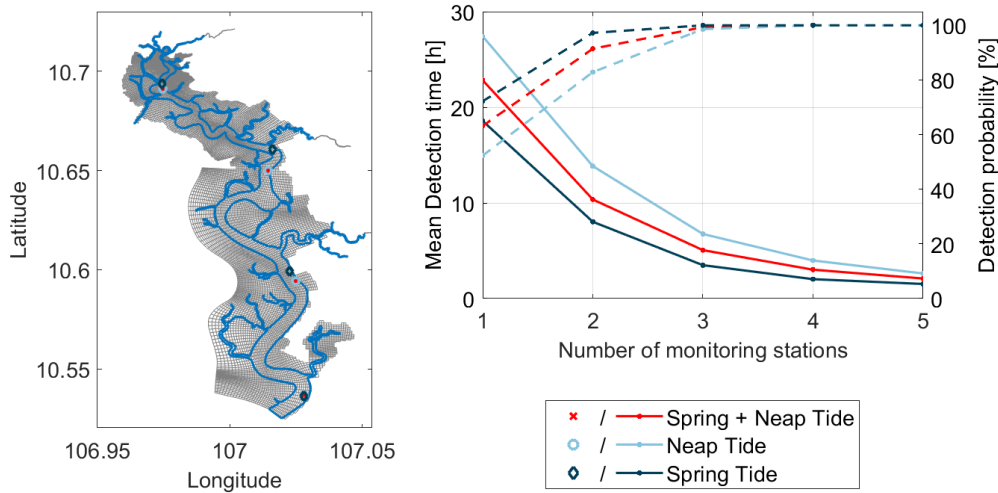 10.7
10.65
10.6
10.55
Latitude
106.95 107 107.05
Longitude
30
20
10
0
Mean Detection time [h]
100
80
60
40
20
0
Detection probability [%]
1 2 3 4 5
Number of monitoring stations
/ Spring + Neap Tide
/ Neap Tide
/ Spring Tide